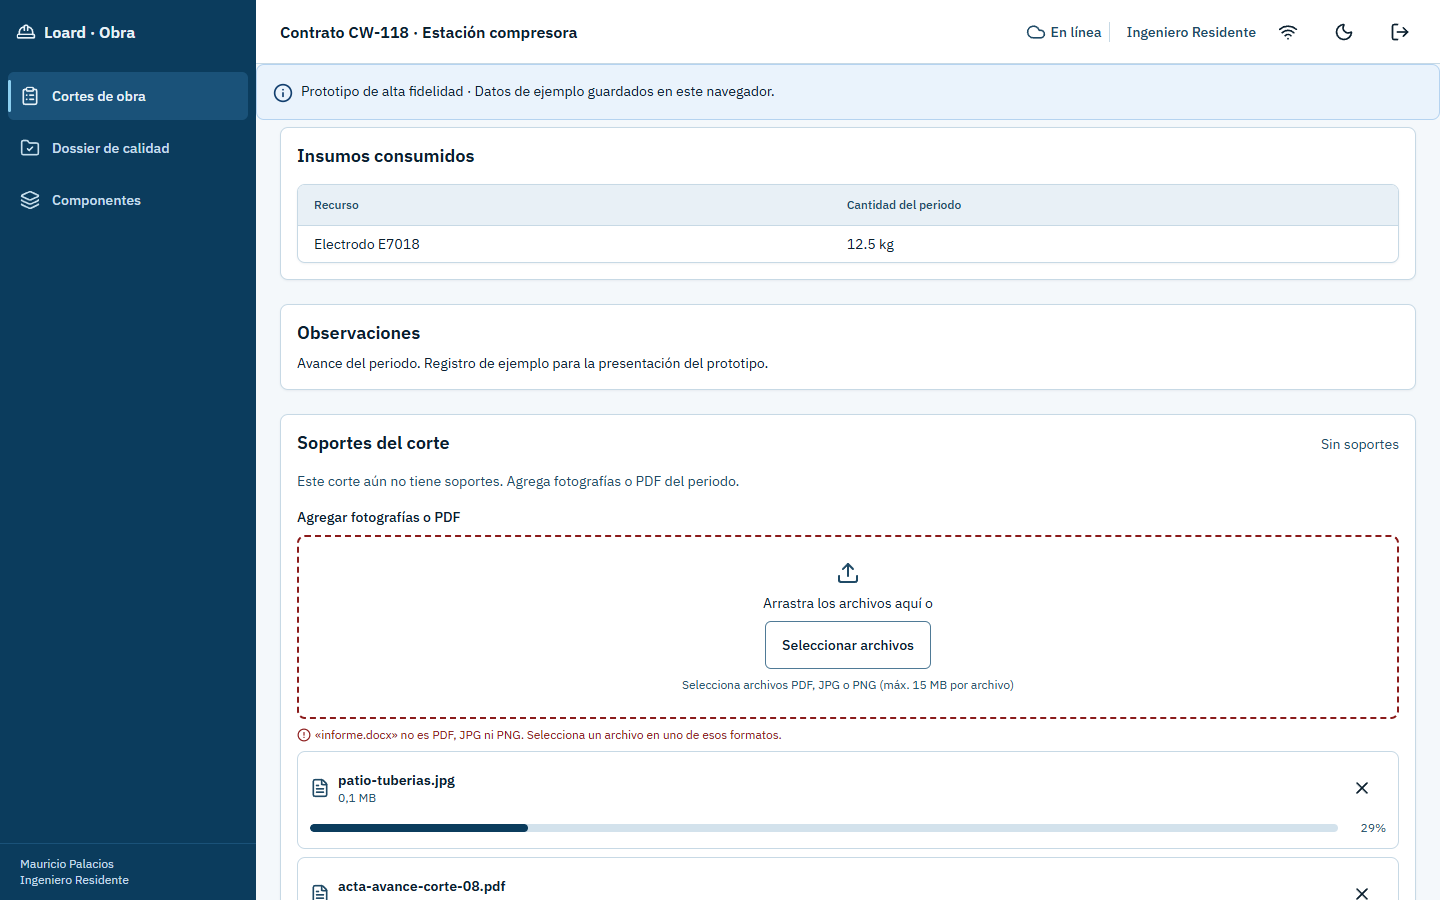 Loard · Obra
Contrato CW-118 · Estación compresora
En línea
Ingeniero Residente
Cortes de obra
Dossier de calidad
Componentes
Prototipo de alta fidelidad · Datos de ejemplo guardados en este navegador.
Insumos consumidos
Recurso
Cantidad del periodo
Electrodo E7018
12.5 kg
Observaciones
Avance del periodo. Registro de ejemplo para la presentación del prototipo.
Soportes del corte
Sin soportes
Este corte aún no tiene soportes. Agrega fotografías o PDF del periodo.
Agregar fotografías o PDF
Arrastra los archivos aquí o
Seleccionar archivos
Selecciona archivos PDF, JPG o PNG (máx. 15 MB por archivo)
«informe.docx» no es PDF, JPG ni PNG. Selecciona un archivo en uno de esos formatos.
patio-tuberias.jpg
0,1 MB
29%
acta-avance-corte-08.pdf
Mauricio Palacios
Ingeniero Residente